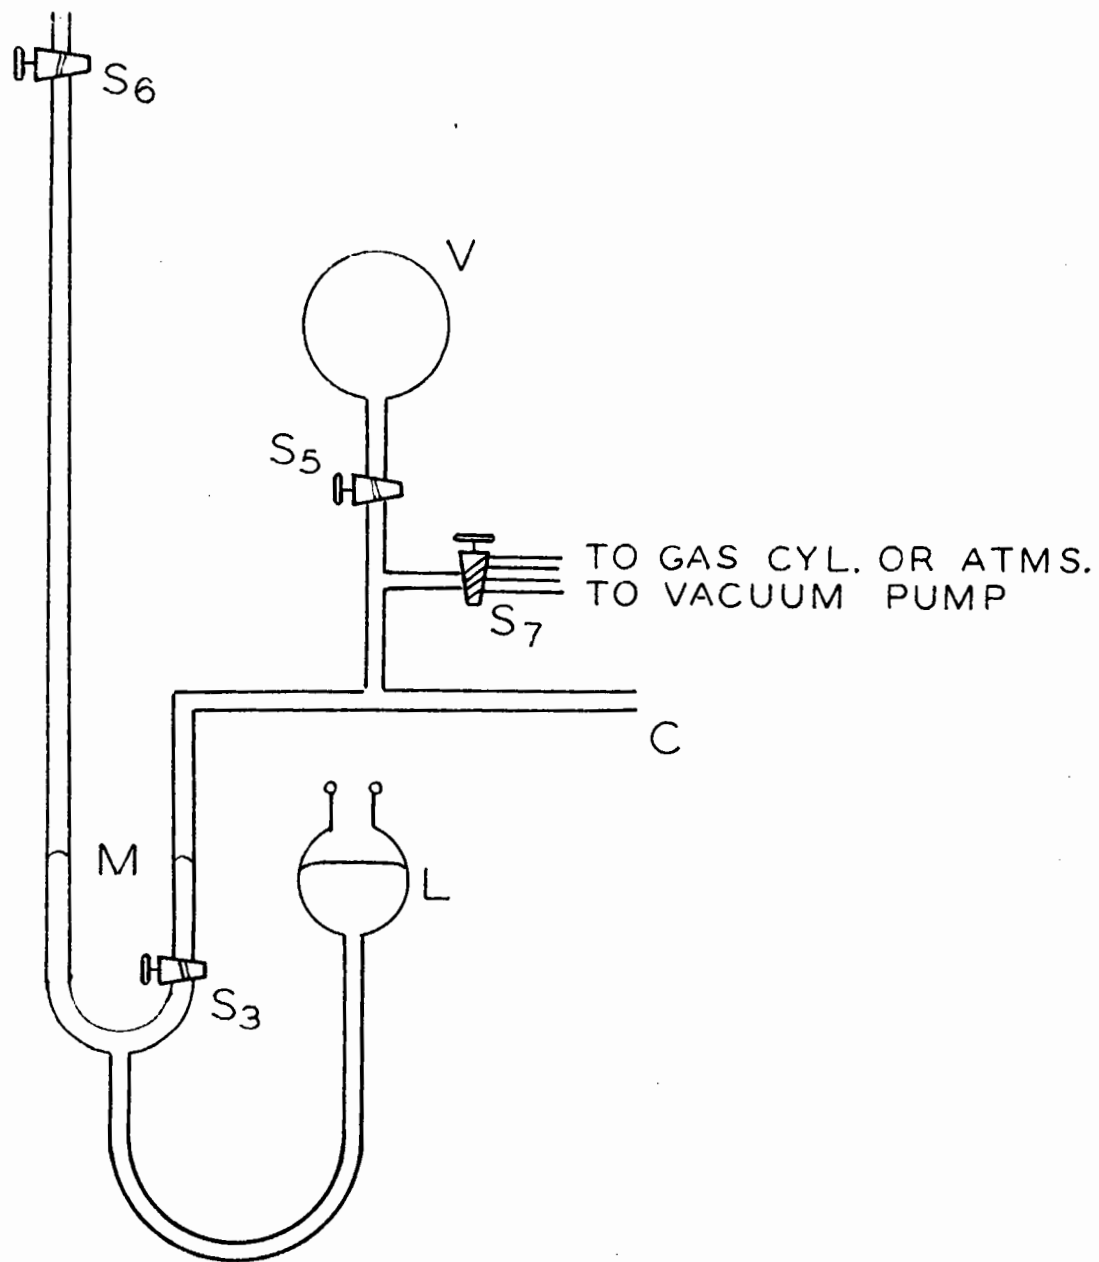 S6
V
S5
TO GAS CYL. OR ATMS.
TO VACUUM PUMP
S7
C
M
L
S3